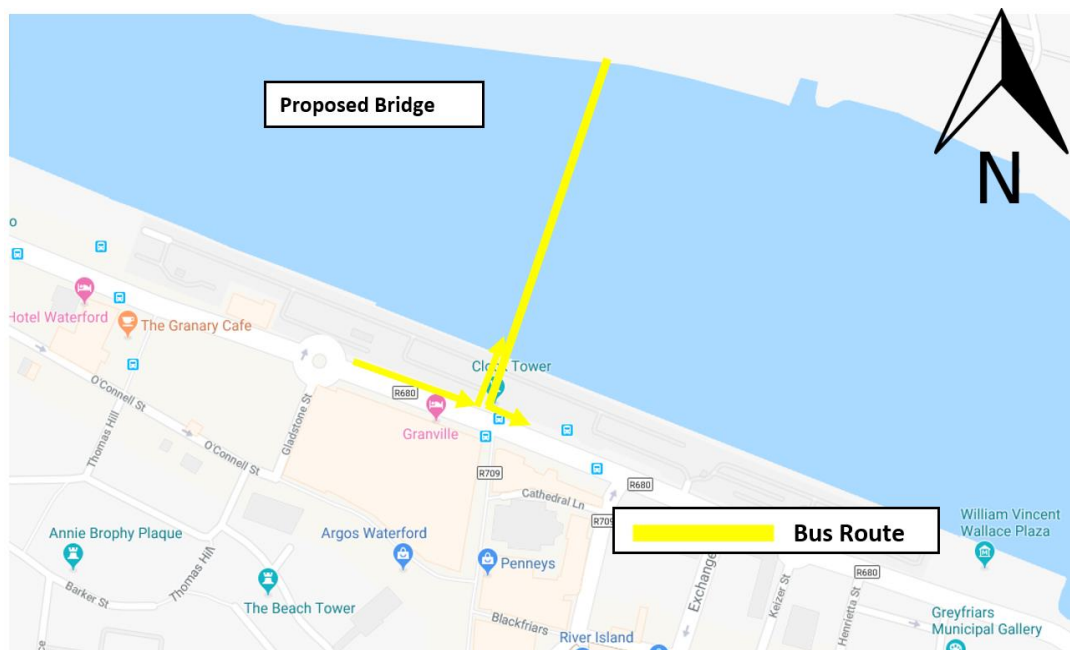 Proposed Bridge
N
o
Hotel Waterford
The Granary Cafe
O'Connell St
Thomas Hill
Gladstone St
O'Connell St
R680
Clock Tower
Granville
R709
R680
Cathedral Ln
R709
Bus Route
William Vincent
Wallace Plaza
Annie Brophy Plaque
Argos Waterford
Penneys
Thomas Hill
Exchange
Keizer St
R680
Henrietta St
Barker St
The Beach Tower
Blackfriars
River Island
Greyfriars
Municipal Gallery